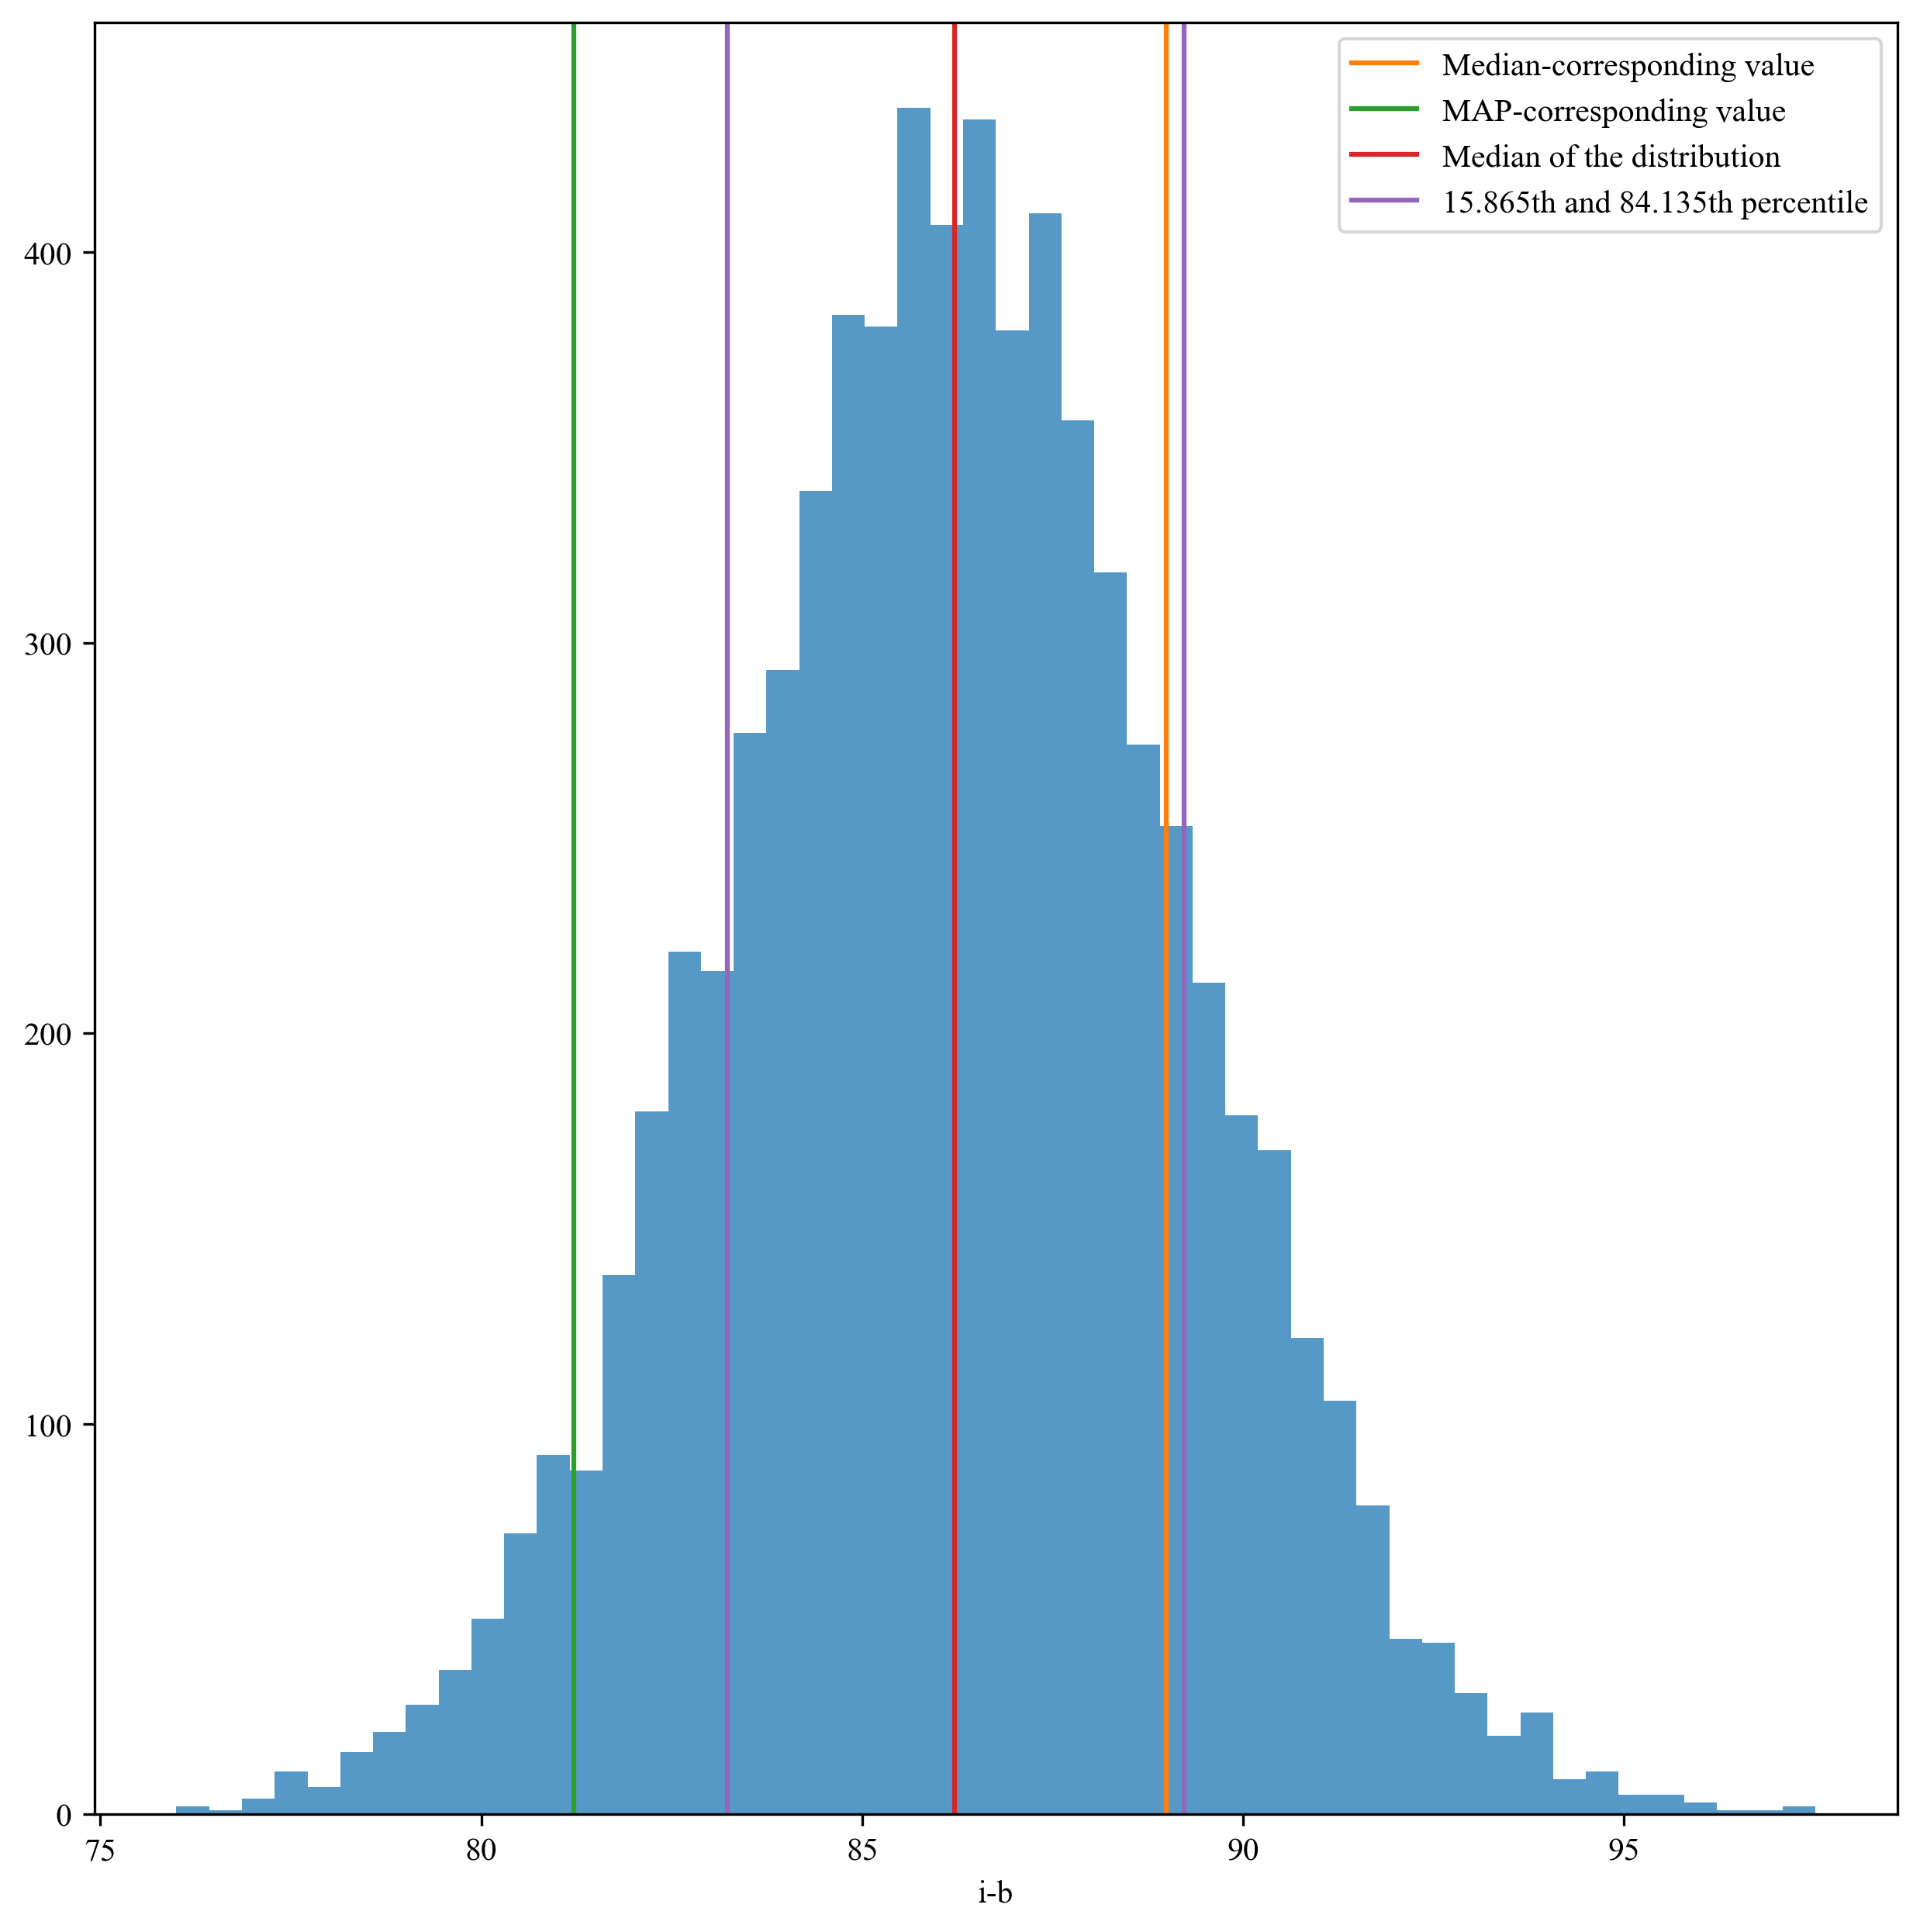 Median-corresponding value
MAP-corresponding value
Median of the distribution
15.865th and 84.135th percentile
400
300
200
100
0
75 80 85 90 95
i-b